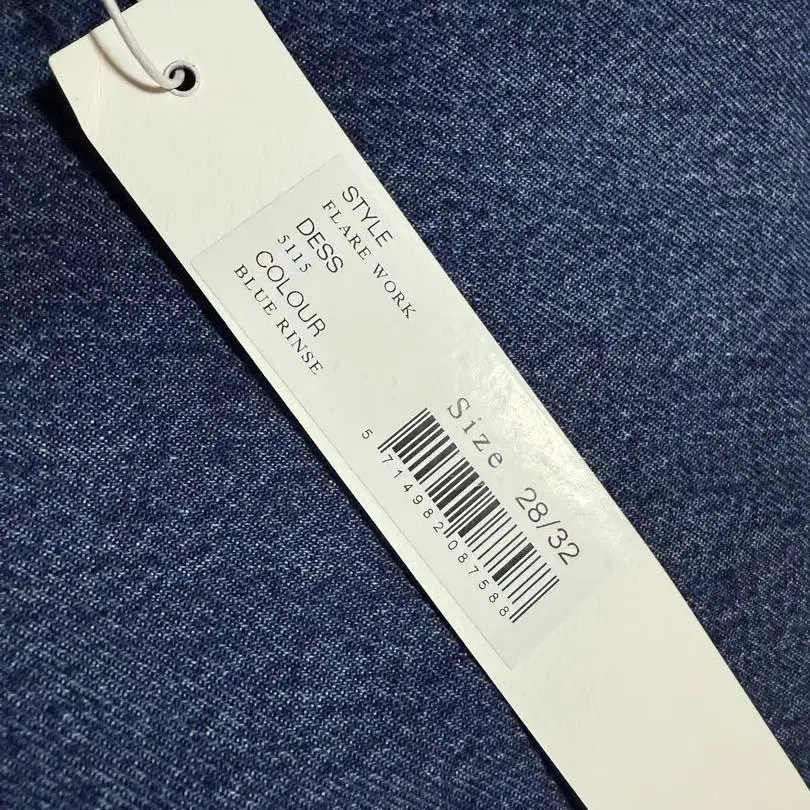 STYLE
FLARE WORK
DESS
5115
COLOUR
BLUE RINSE
Size 28/32
5 714982 087588